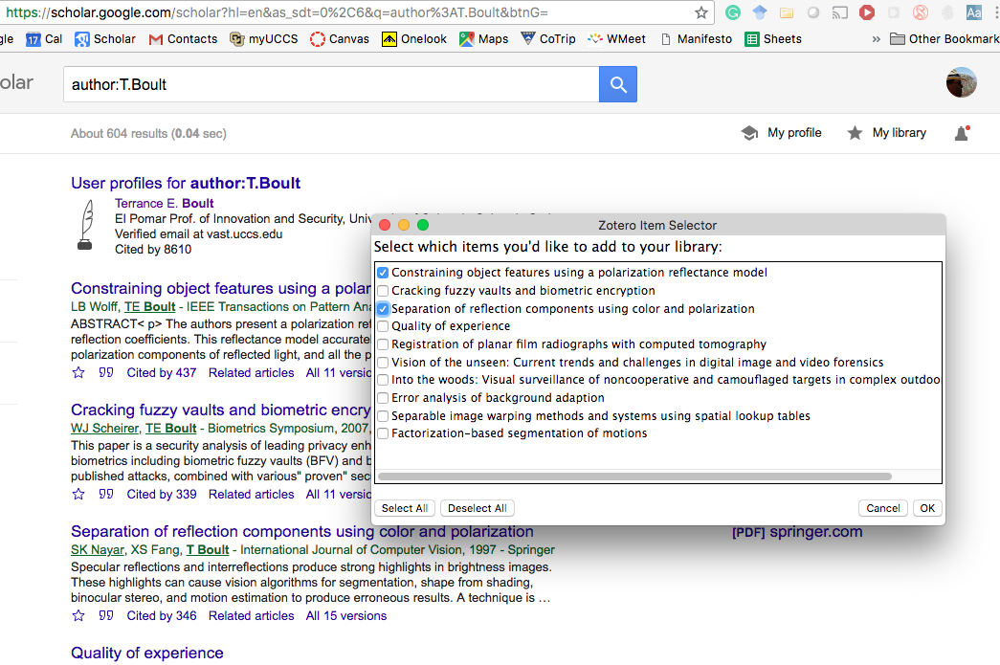 https://scholar.google.com/scholar?hl=en&as_sdt=0%2C6&q=author%3AT.Boult&btnG=
gle 17 Cal Scholar Contacts myUCCS Canvas Onelook Maps CoTrip WMeet Manifesto Sheets » Other Bookmark
olar author:T.Boult
About 604 results (0.04 sec) My profile My library
User profiles for author:T.Boult
Terrance E. Boult
El Pomar Prof. of Innovation and Security,
Verified email at vast.uccs.edu
Cited by 8610
Zotero Item Selector
Select which items you'd like to add to your library:
Constraining object features using a polarization reflectance model
Cracking fuzzy vaults and biometric encryption
Separation of reflection components using color and polarization
Quality of experience
Registration of planar film radiographs with computed tomography
Vision of the unseen: Current trends and challenges in digital image and video forensics
Into the woods: Visual surveillance of noncooperative and camouflaged targets in complex outdoo
Error analysis of background adaption
Separable image warping methods and systems using spatial lookup tables
Factorization-based segmentation of motions
Select All Deselect All Cancel OK
Constraining object features using a polar
LB Wolff, TE Boult - IEEE Transactions on Pattern Ana
ABSTRACT< p> The authors present a polarization ref
reflection coefficients. This reflectance model accurate
polarization components of reflected light, and all the p
Cited by 437 Related articles All 11 versio
Cracking fuzzy vaults and biometric encry
WJ Scheirer, TE Boult - Biometrics Symposium, 2007,
This paper is a security analysis of leading privacy enh
biometrics including biometric fuzzy vaults (BFV) and b
published attacks, combined with various" proven" sec
Cited by 339 Related articles All 11 versio
Separation of reflection components using color and polarization [PDF] springer.com
SK Nayar, XS Fang, T Boult - International Journal of Computer Vision, 1997 - Springer
Specular reflections and interreflections produce strong highlights in brightness images.
These highlights can cause vision algorithms for segmentation, shape from shading,
binocular stereo, and motion estimation to produce erroneous results. A technique is …
Cited by 346 Related articles All 15 versions
Quality of experience